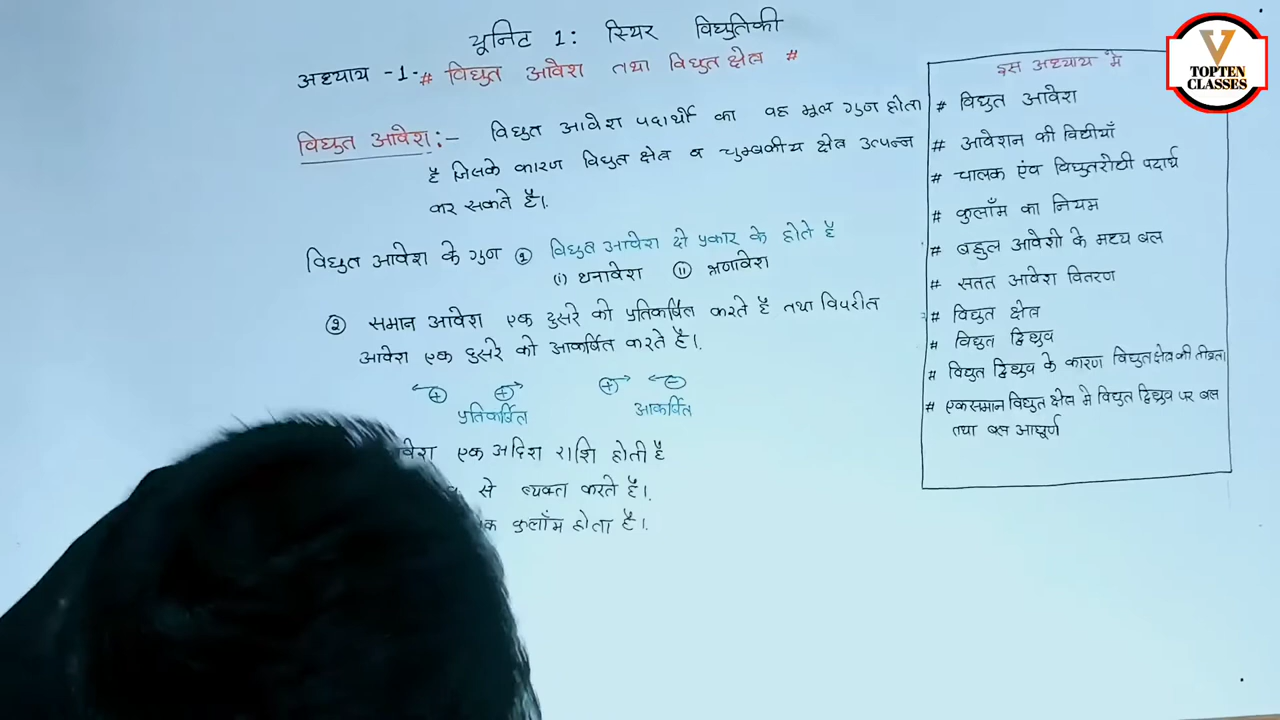 यूनिट 1: स्थिर विद्युतिकी
अध्याय -1- # विद्युत आवेश तथा विद्युत क्षेत्र #
विद्युत आवेश :- विद्युत आवेश पदार्थो का वह मूल गुन होता
है जिसके कारण विद्युत क्षेत्र व चुम्बकीय क्षेत्र उत्पन्न
कर सकते है।
विद्युत आवेश के गुन ① विद्युत आवेश दो प्रकार के होते है
(i) धनावेश (ii) ऋणावेश
② समान आवेश एक दुसरे को प्रतिकर्षित करते है तथा विपरीत
आवेश एक दुसरे को आकर्षित करते है।
+ + + -
प्रतिकर्षित आकर्षित
एक अदिश राशि होती है
से व्यक्त करते है।
कुलाँम होता है।
इस अध्याय में
# विद्युत आवेश
# आवेशन की विधीयाँ
# चालक एंव विद्युतरोधी पदार्थ
# कुलाँम का नियम
# बहुल आवेशो के मध्य बल
# सतत आवेश वितरण
# विद्युत क्षेत्र
# विद्युत द्विध्रुव
# विद्युत द्विध्रुव के कारण विद्युत क्षेत्र की तीव्रता
# एकसमान विद्युत क्षेत्र मे विद्युत द्विध्रुव पर बल
तथा बल आघूर्ण
V
TOPTEN
CLASSES